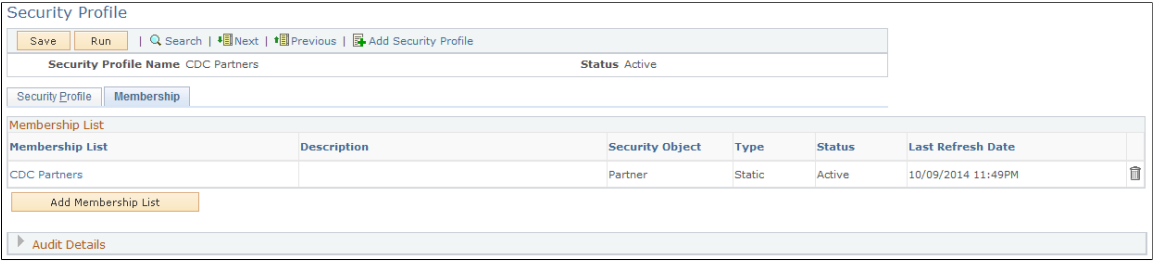 Security Profile
Save Run | Search | Next | Previous | Add Security Profile
Security Profile Name CDC Partners Status Active
Security Profile Membership
Membership List
Membership List Description Security Object Type Status Last Refresh Date
CDC Partners Partner Static Active 10/09/2014 11:49PM
Add Membership List
Audit Details